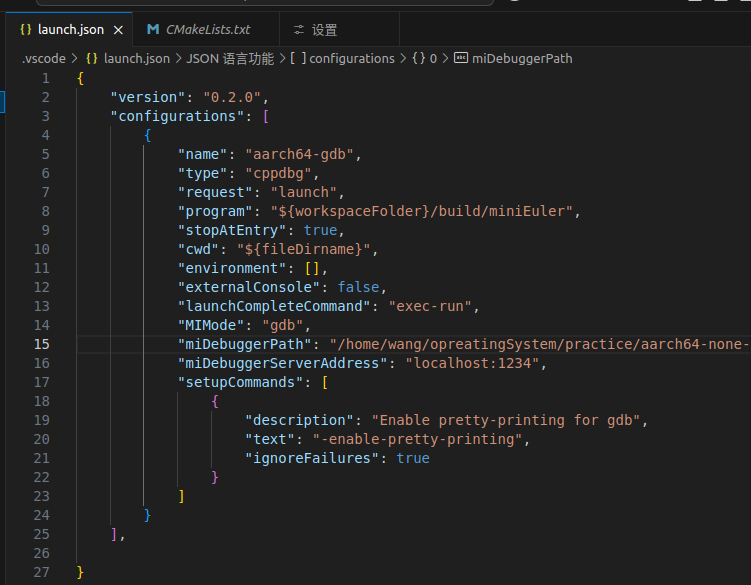 {} launch.json ×
M CMakeLists.txt
设置
.vscode > {} launch.json > JSON 语言功能 > [ ] configurations > {} 0 > miDebuggerPath
1 {
2 "version": "0.2.0",
3 "configurations": [
4 {
5 "name": "aarch64-gdb",
6 "type": "cppdbg",
7 "request": "launch",
8 "program": "${workspaceFolder}/build/miniEuler",
9 "stopAtEntry": true,
10 "cwd": "${fileDirname}",
11 "environment": [],
12 "externalConsole": false,
13 "launchCompleteCommand": "exec-run",
14 "MIMode": "gdb",
15 "miDebuggerPath": "/home/wang/opreatingSystem/practice/aarch64-none-
16 "miDebuggerServerAddress": "localhost:1234",
17 "setupCommands": [
18 {
19 "description": "Enable pretty-printing for gdb",
20 "text": "-enable-pretty-printing",
21 "ignoreFailures": true
22 }
23 ]
24 }
25 ],
26
27 }